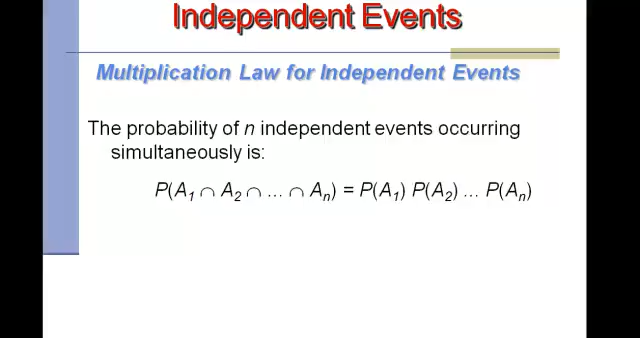 Independent Events
Multiplication Law for Independent Events
The probability of n independent events occurring
simultaneously is:
P(A₁ ∩ A₂ ∩ ... ∩ Aₙ) = P(A₁) P(A₂) ... P(Aₙ)